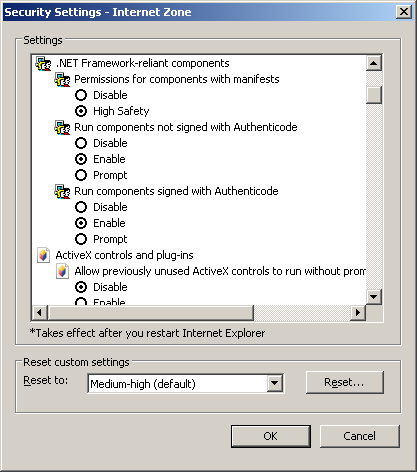 Security Settings - Internet Zone
Settings
.NET Framework-reliant components
Permissions for components with manifests
Disable
High Safety
Run components not signed with Authenticode
Disable
Enable
Prompt
Run components signed with Authenticode
Disable
Enable
Prompt
ActiveX controls and plug-ins
Allow previously unused ActiveX controls to run without prom
Disable
Enable
*Takes effect after you restart Internet Explorer
Reset custom settings
Reset to:
Medium-high (default)
Reset...
OK
Cancel